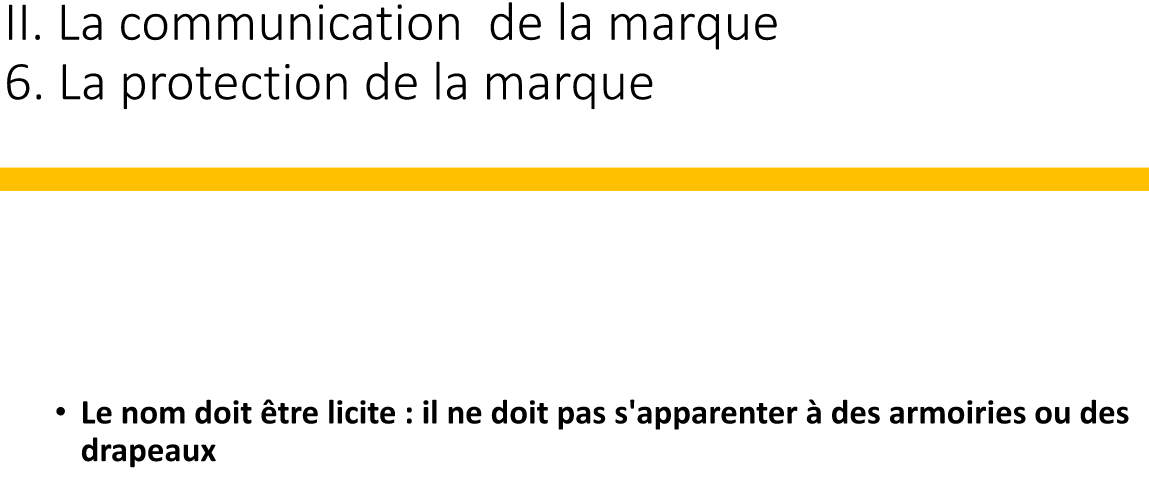 II. La communication  de la marque
6. La protection de la marque
• Le nom doit être licite : il ne doit pas s'apparenter à des armoiries ou des
drapeaux